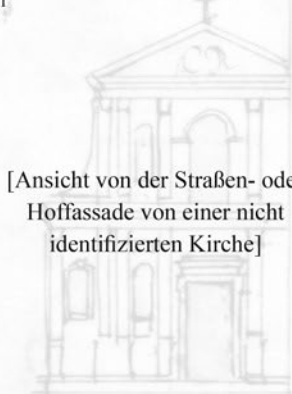 [Ansicht von der Straßen- ode
Hoffassade von einer nicht
identifizierten Kirche]